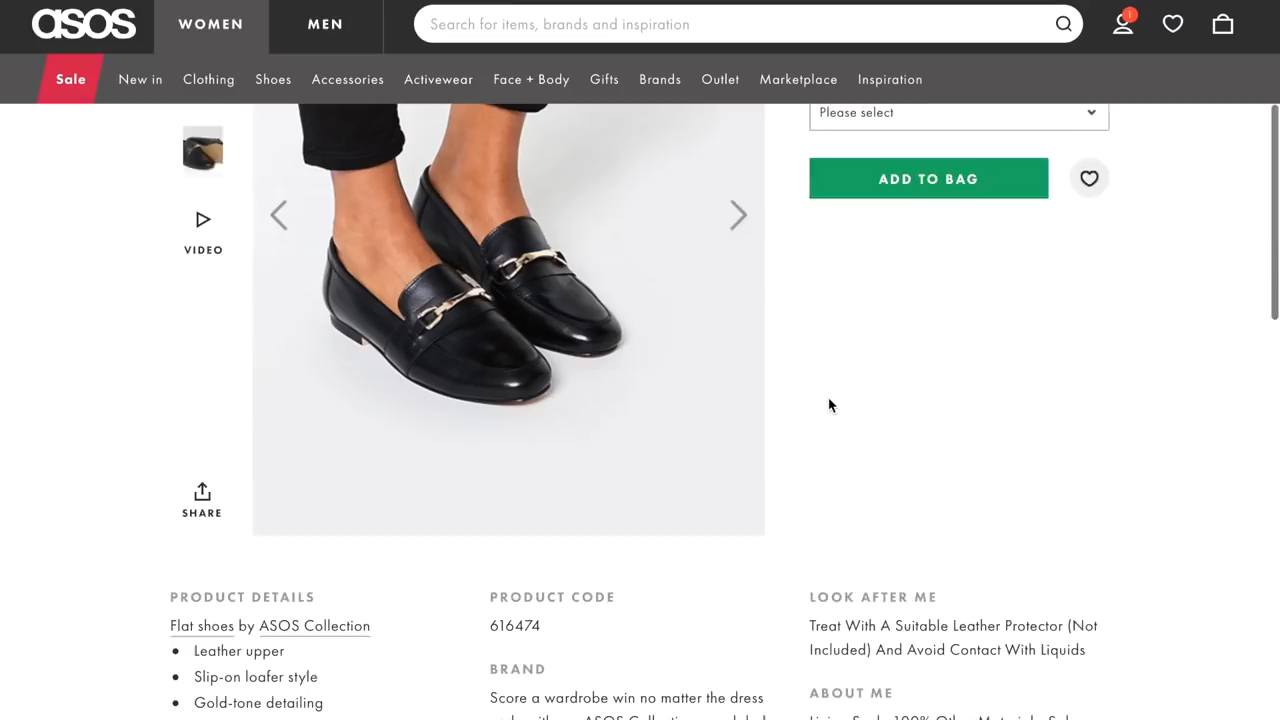 asos
WOMEN
MEN
Search for items, brands and inspiration
1
Sale
New in
Clothing
Shoes
Accessories
Activewear
Face + Body
Gifts
Brands
Outlet
Marketplace
Inspiration
Please select
ADD TO BAG
VIDEO
SHARE
PRODUCT DETAILS
Flat shoes by ASOS Collection
Leather upper
Slip-on loafer style
Gold-tone detailing
PRODUCT CODE
616474
BRAND
Score a wardrobe win no matter the dress
LOOK AFTER ME
Treat With A Suitable Leather Protector (Not
Included) And Avoid Contact With Liquids
ABOUT ME